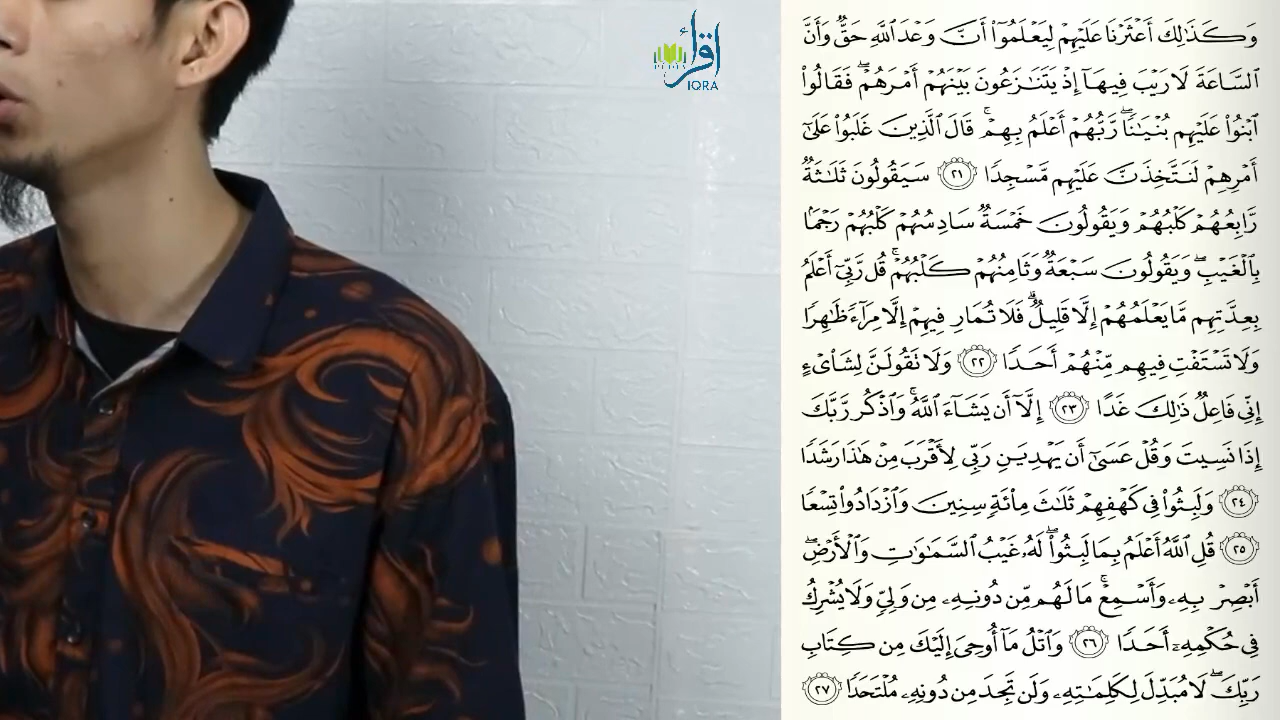 اقرأ
PEDIA
IQRA
وَكَذَٰلِكَ أَعْثَرْنَا عَلَيْهِمْ لِيَعْلَمُوٓا۟ أَنَّ وَعْدَ ٱللَّهِ حَقٌّ وَأَنَّ
ٱلسَّاعَةَ لَا رَيْبَ فِيهَآ إِذْ يَتَنَٰزَعُونَ بَيْنَهُمْ أَمْرَهُمْ ۖ فَقَالُوا۟
ٱبْنُوا۟ عَلَيْهِم بُنْيَٰنًا ۖ رَّبُّهُمْ أَعْلَمُ بِهِمْ ۚ قَالَ ٱلَّذِينَ غَلَبُوا۟ عَلَىٰٓ
أَمْرِهِمْ لَنَتَّخِذَنَّ عَلَيْهِم مَّسْجِدًا ٢١ سَيَقُولُونَ ثَلَٰثَةٌ
رَّابِعُهُمْ كَلْبُهُمْ وَيَقُولُونَ خَمْسَةٌ سَادِسُهُمْ كَلْبُهُمْ رَجْمًۢا
بِٱلْغَيْبِ ۖ وَيَقُولُونَ سَبْعَةٌ وَثَامِنُهُمْ كَلْبُهُمْ ۚ قُل رَّبِّىٓ أَعْلَمُ
بِعِدَّتِهِم مَّا يَعْلَمُهُمْ إِلَّا قَلِيلٌ ۗ فَلَا تُمَارِ فِيهِمْ إِلَّا مِرَآءً ظَٰهِرًا
وَلَا تَسْتَفْتِ فِيهِم مِّنْهُمْ أَحَدًا ٢٢ وَلَا تَقُولَنَّ لِشَا۟ىْءٍ
إِنِّى فَاعِلٌ ذَٰلِكَ غَدًا ٢٣ إِلَّآ أَن يَشَآءَ ٱللَّهُ ۚ وَٱذْكُر رَّبَّكَ
إِذَا نَسِيتَ وَقُلْ عَسَىٰٓ أَن يَهْدِيَنِ رَبِّى لِأَقْرَبَ مِنْ هَٰذَا رَشَدًا
٢٤ وَلَبِثُوا۟ فِى كَهْفِهِمْ ثَلَٰثَ مِا۟ئَةٍ سِنِينَ وَٱزْدَادُوا۟ تِسْعًا
٢٥ قُلِ ٱللَّهُ أَعْلَمُ بِمَا لَبِثُوا۟ ۖ لَهُۥ غَيْبُ ٱلسَّمَٰوَٰتِ وَٱلْأَرْضِ ۖ
أَبْصِرْ بِهِۦ وَأَسْمِعْ ۚ مَا لَهُم مِّن دُونِهِۦ مِن وَلِىٍّ وَلَا يُشْرِكُ
فِى حُكْمِهِۦٓ أَحَدًا ٢٦ وَٱتْلُ مَآ أُوحِىَ إِلَيْكَ مِن كِتَابِ
رَبِّكَ ۖ لَا مُبَدِّلَ لِكَلِمَٰتِهِۦ وَلَن تَجِدَ مِن دُونِهِۦ مُلْتَحَدًا ٢٧